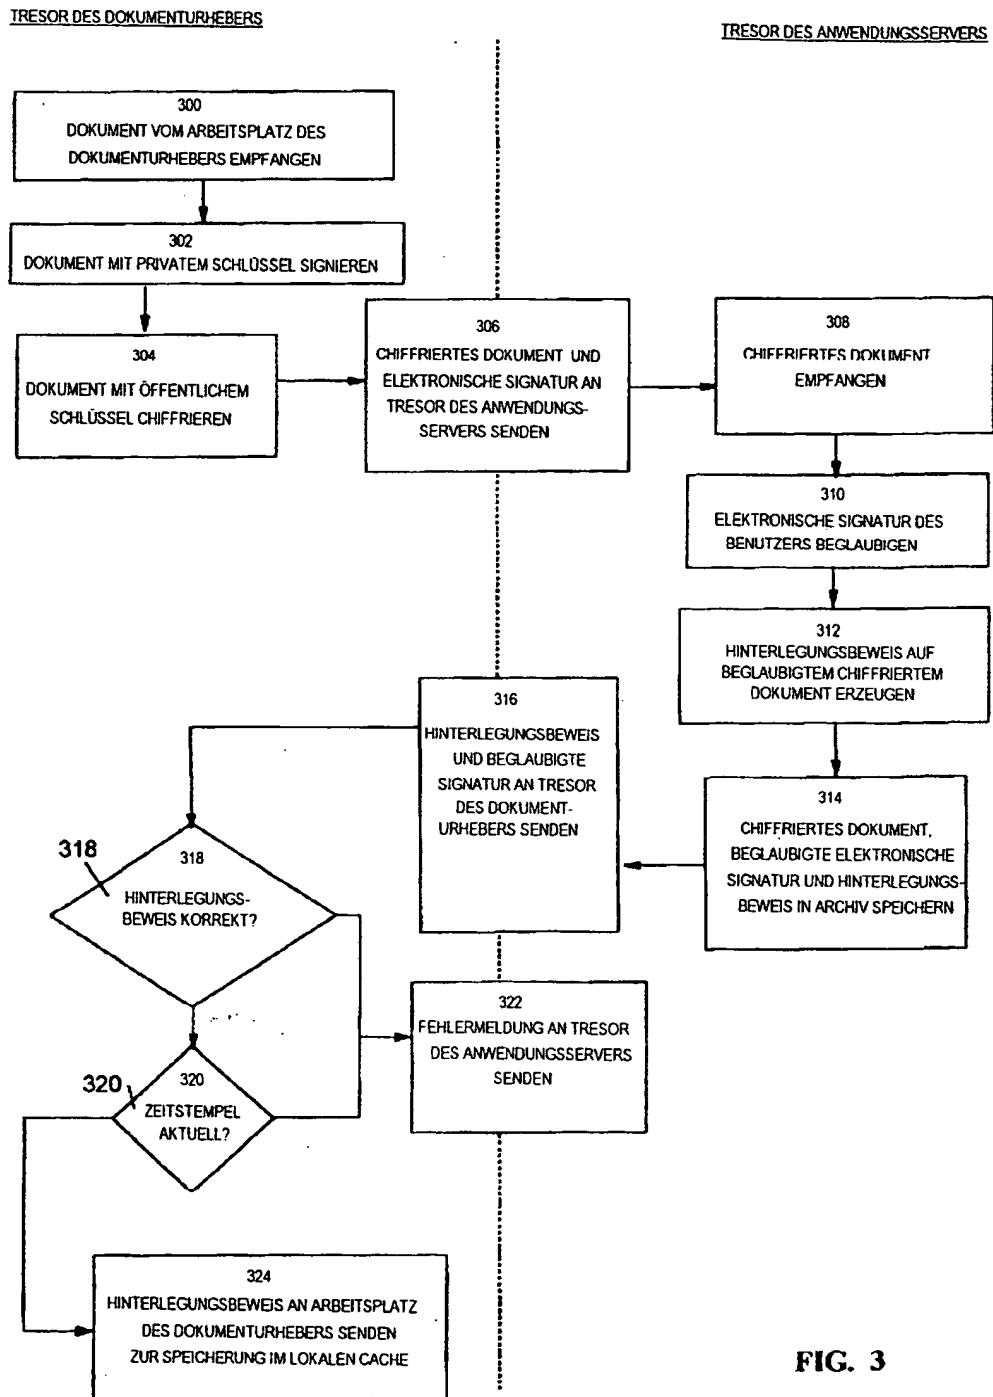 TRESOR DES DOKUMENTURHEBERS
TRESOR DES ANWENDUNGSSERVERS
300
DOKUMENT VOM ARBEITSPLATZ DES
DOKUMENTURHEBERS EMPFANGEN
302
DOKUMENT MIT PRIVATEM SCHLÜSSEL SIGNIEREN
304
DOKUMENT MIT ÖFFENTLICHEM
SCHLÜSSEL CHIFFRIEREN
306
CHIFFRIERTES DOKUMENT UND
ELEKTRONISCHE SIGNATUR AN
TRESOR DES ANWENDUNGS-
SERVERS SENDEN
308
CHIFFRIERTES DOKUMENT
EMPFANGEN
310
ELEKTRONISCHE SIGNATUR DES
BENUTZERS BEGLAUBIGEN
312
HINTERLEGUNGSBEWEIS AUF
BEGLAUBIGTEM CHIFFRIERTEM
DOKUMENT ERZEUGEN
314
CHIFFRIERTES DOKUMENT,
BEGLAUBIGTE ELEKTRONISCHE
SIGNATUR UND HINTERLEGUNGS-
BEWEIS IN ARCHIV SPEICHERN
316
HINTERLEGUNGSBEWEIS
UND BEGLAUBIGTE
SIGNATUR AN TRESOR
DES DOKUMENT-
URHEBERS SENDEN
318
318
HINTERLEGUNGS-
BEWEIS KORREKT?
320
320
ZEITSTEMPEL
AKTUELL?
322
FEHLERMELDUNG AN TRESOR
DES ANWENDUNGSSERVERS
SENDEN
324
HINTERLEGUNGSBEWEIS AN ARBEITSPLATZ
DES DOKUMENTURHEBERS SENDEN
ZUR SPEICHERUNG IM LOKALEN CACHE
FIG. 3